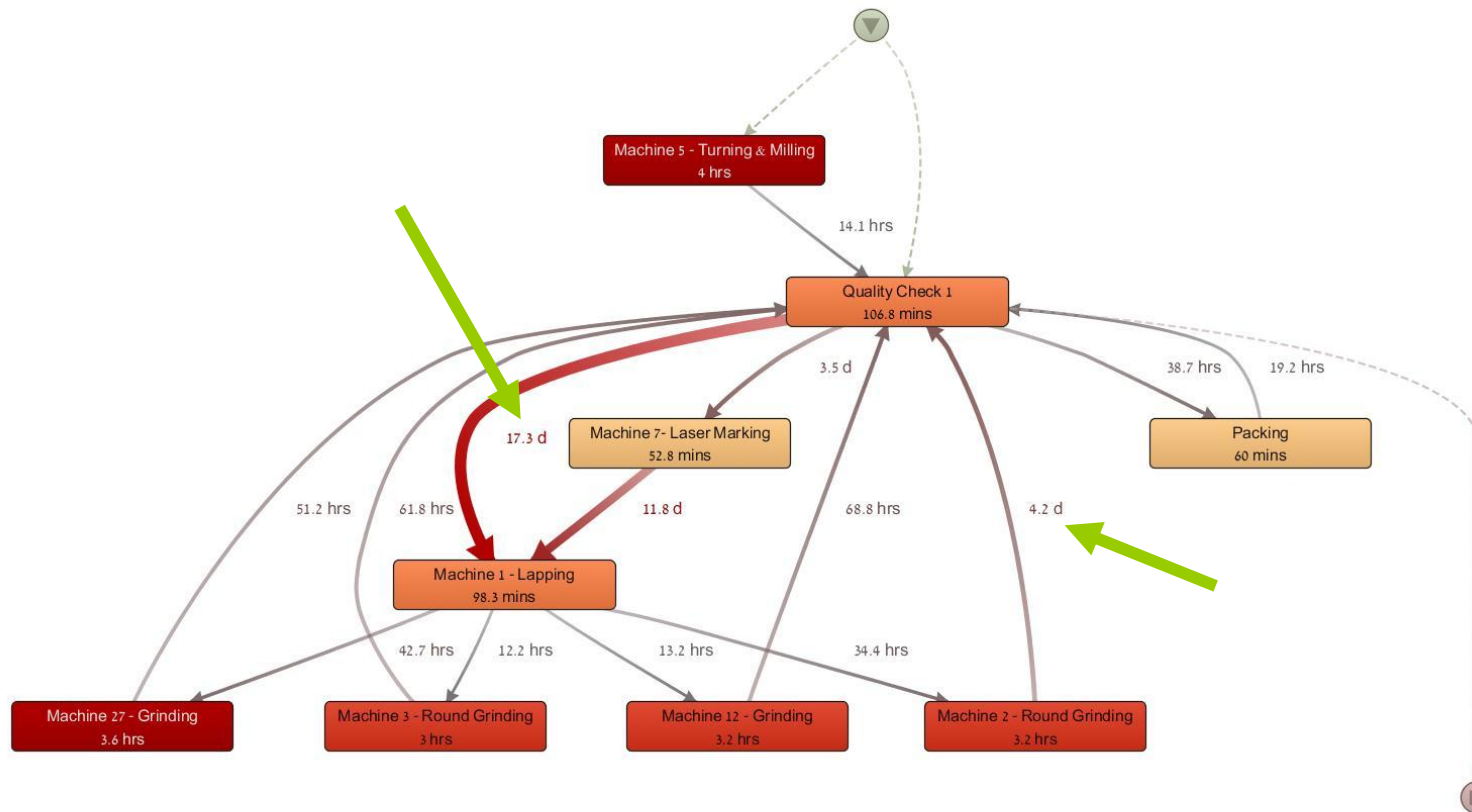 Machine 5 - Turning & Milling
4 hrs
14.1 hrs
Quality Check 1
106.8 mins
3.5 d
38.7 hrs
19.2 hrs
17.3 d
Machine 7- Laser Marking
52.8 mins
Packing
60 mins
51.2 hrs
61.8 hrs
11.8 d
68.8 hrs
4.2 d
Machine 1 - Lapping
98.3 mins
42.7 hrs
12.2 hrs
13.2 hrs
34.4 hrs
Machine 27 - Grinding
3.6 hrs
Machine 3 - Round Grinding
3 hrs
Machine 12 - Grinding
3.2 hrs
Machine 2 - Round Grinding
3.2 hrs